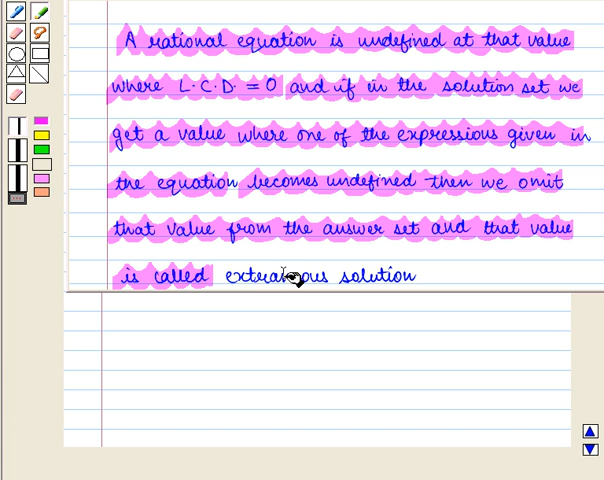 A rational equation is undefined at that value
where L.C.D. = 0 and if in the solution set we
get a value where one of the expressions given in
the equation becomes undefined then we omit
that value from the answer set and that value
is called solution